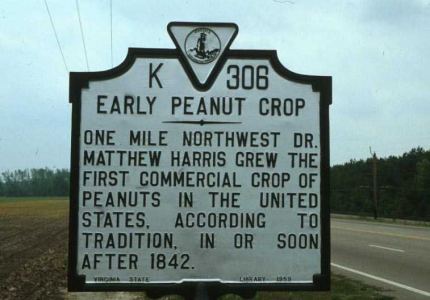 K 306
EARLY PEANUT CROP
ONE MILE NORTHWEST DR.
MATTHEW HARRIS GREW THE
FIRST COMMERCIAL CROP OF
PEANUTS IN THE UNITED
STATES, ACCORDING TO
TRADITION, IN OR SOON
AFTER 1842.
VIRGINIA STATE LIBRARY 1959